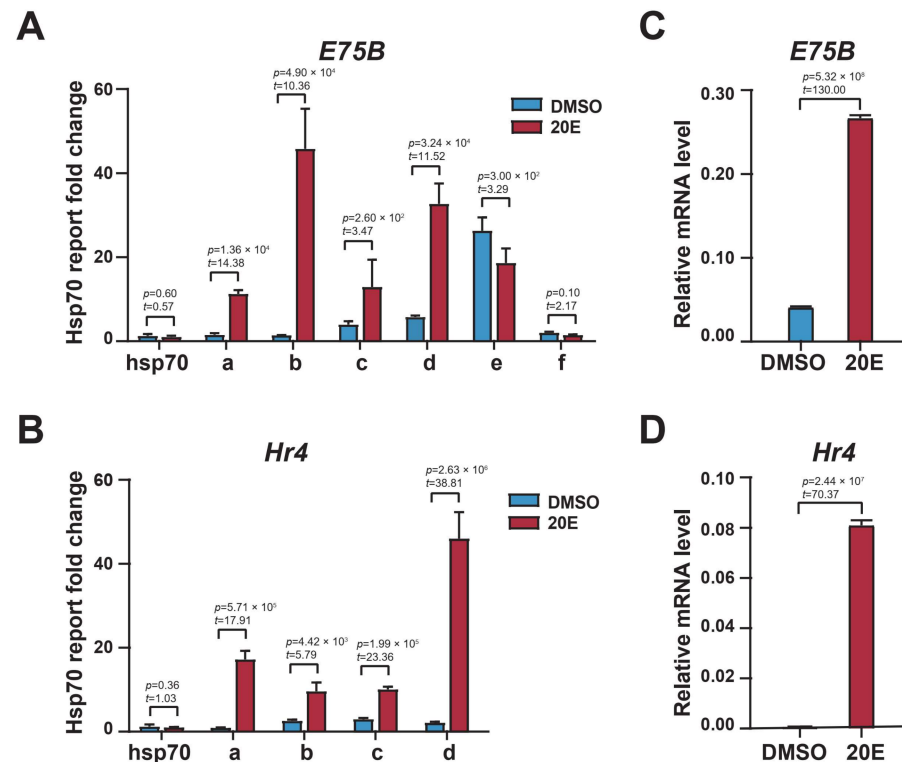 A
E75B
Hsp70 report fold change
60
40
20
0
p=0.60
t=0.57
p=1.36 × 10⁴
t=14.38
p=4.90 × 10⁴
t=10.36
p=2.60 × 10²
t=3.47
p=3.24 × 10⁴
t=11.52
p=3.00 × 10²
t=3.29
p=0.10
t=2.17
DMSO
20E
hsp70 a b c d e f
C
E75B
Relative mRNA level
p=5.32 × 10⁸
t=130.00
0.30
0.20
0.10
0.00
DMSO 20E
B
Hr4
Hsp70 report fold change
60
40
20
0
p=0.36
t=1.03
p=5.71 × 10⁵
t=17.91
p=4.42 × 10³
t=5.79
p=1.99 × 10⁵
t=23.36
p=2.63 × 10⁶
t=38.81
DMSO
20E
hsp70 a b c d
D
Hr4
Relative mRNA level
p=2.44 × 10⁷
t=70.37
0.10
0.08
0.06
0.04
0.02
0.00
DMSO 20E